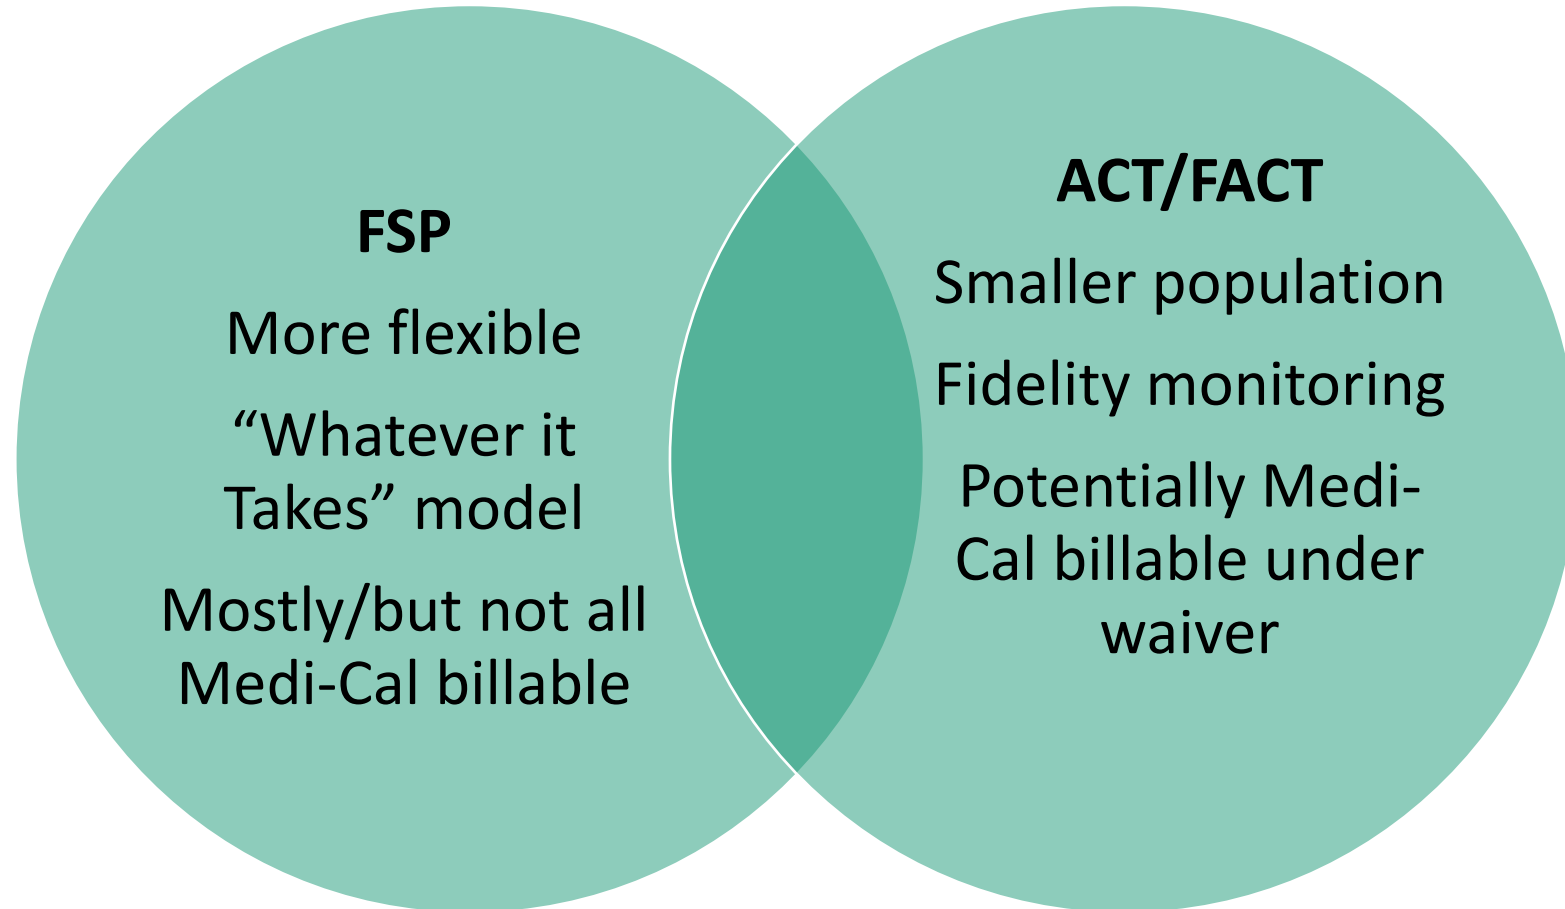 FSP
More flexible
“Whatever it
Takes” model
Mostly/but not all
Medi-Cal billable
ACT/FACT
Smaller population
Fidelity monitoring
Potentially Medi-
Cal billable under
waiver